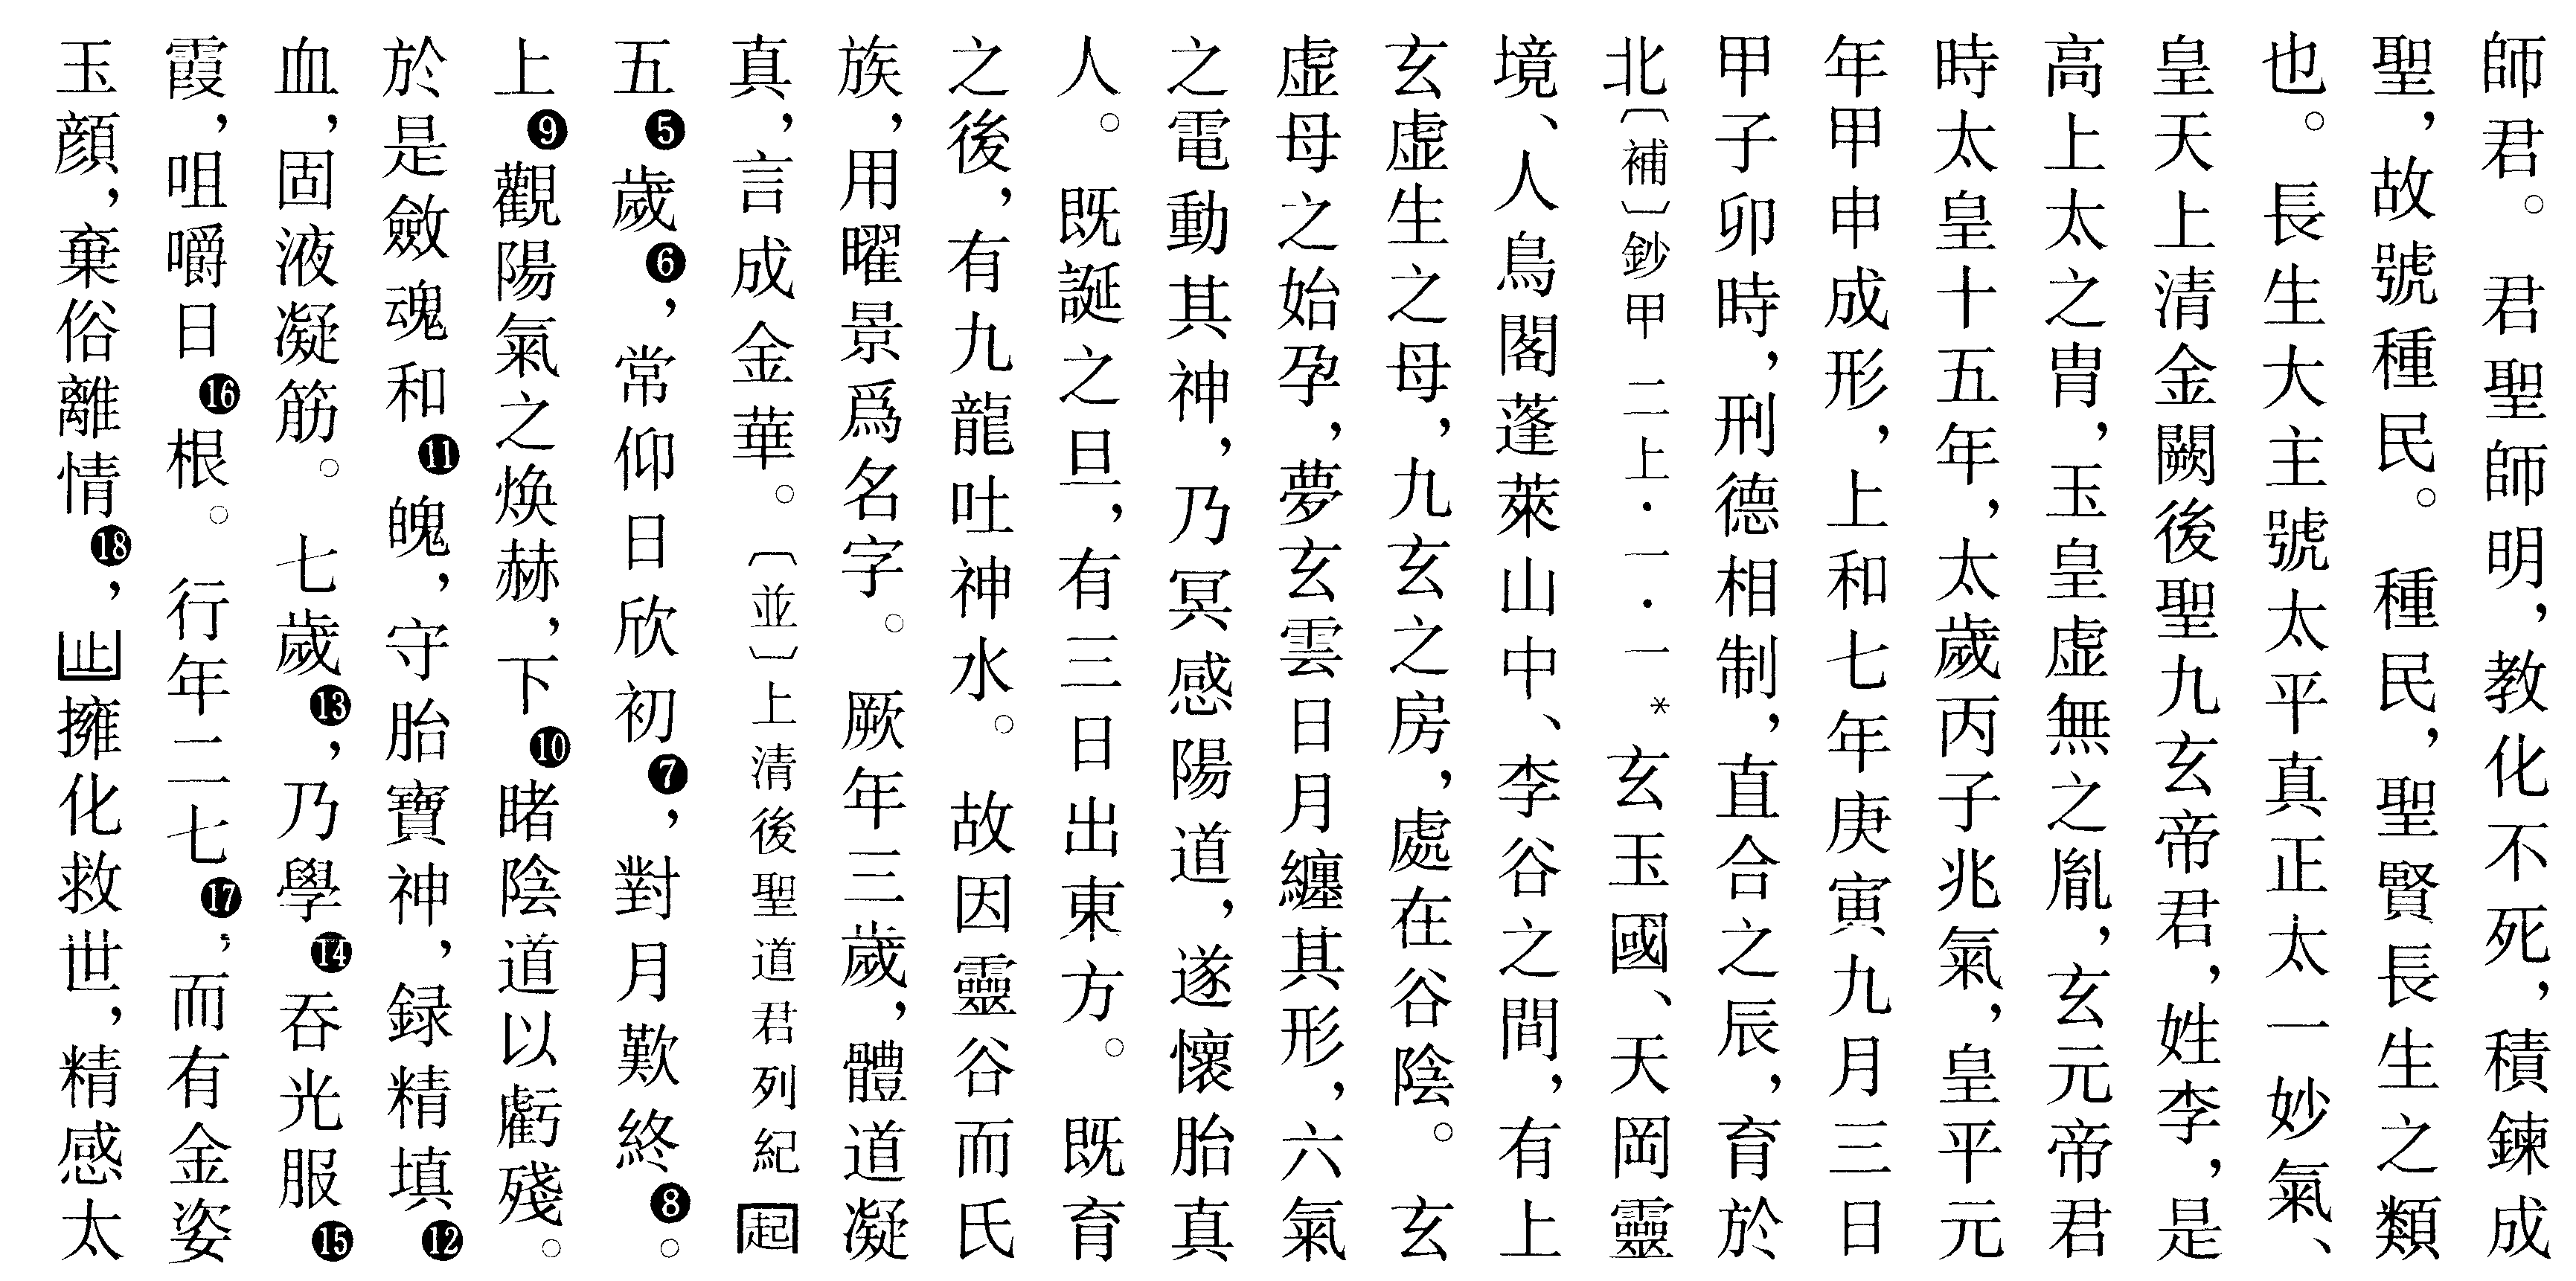 師君。君聖師明，教化不死，積鍊成
聖，故號種民。種民，聖賢長生之類
也。長生大主號太平真正太一妙氣、
皇天上清金闕後聖九玄帝君，姓李，是
高上太之胄，玉皇虛無之胤，玄元帝君
時太皇十五年，太歲丙子兆氣，皇平元
年甲申成形，上和七年庚寅九月三日
甲子卯時，刑德相制，直合之辰，育於
北〔補〕鈔甲 二上・一・一。*玄玉國、天岡靈
境、人鳥閣蓬萊山中、李谷之間，有上
玄虛生之母，九玄之房，處在谷陰。玄
虛母之始孕，夢玄雲日月纏其形，六氣
之電動其神，乃冥感陽道，遂懷胎真
人。既誕之旦，有三日出東方。既育
之後，有九龍吐神水。故因靈谷而氏
族，用曜景爲名字。厥年三歲，體道凝
真，言成金華。〔並〕上清後聖道君列紀 起
五❺歲❻，常仰日欣初❼，對月歎終❽。
上❾觀陽氣之煥赫，下❿睹陰道以虧殘。
於是斂魂和⓫魄，守胎寶神，録精填⓬
血，固液凝筋。七歲⓭，乃學⓮吞光服⓯
霞，咀嚼日⓰根。行年二七⓱，而有金姿
玉顏，棄俗離情⓲，止擁化救世，精感太